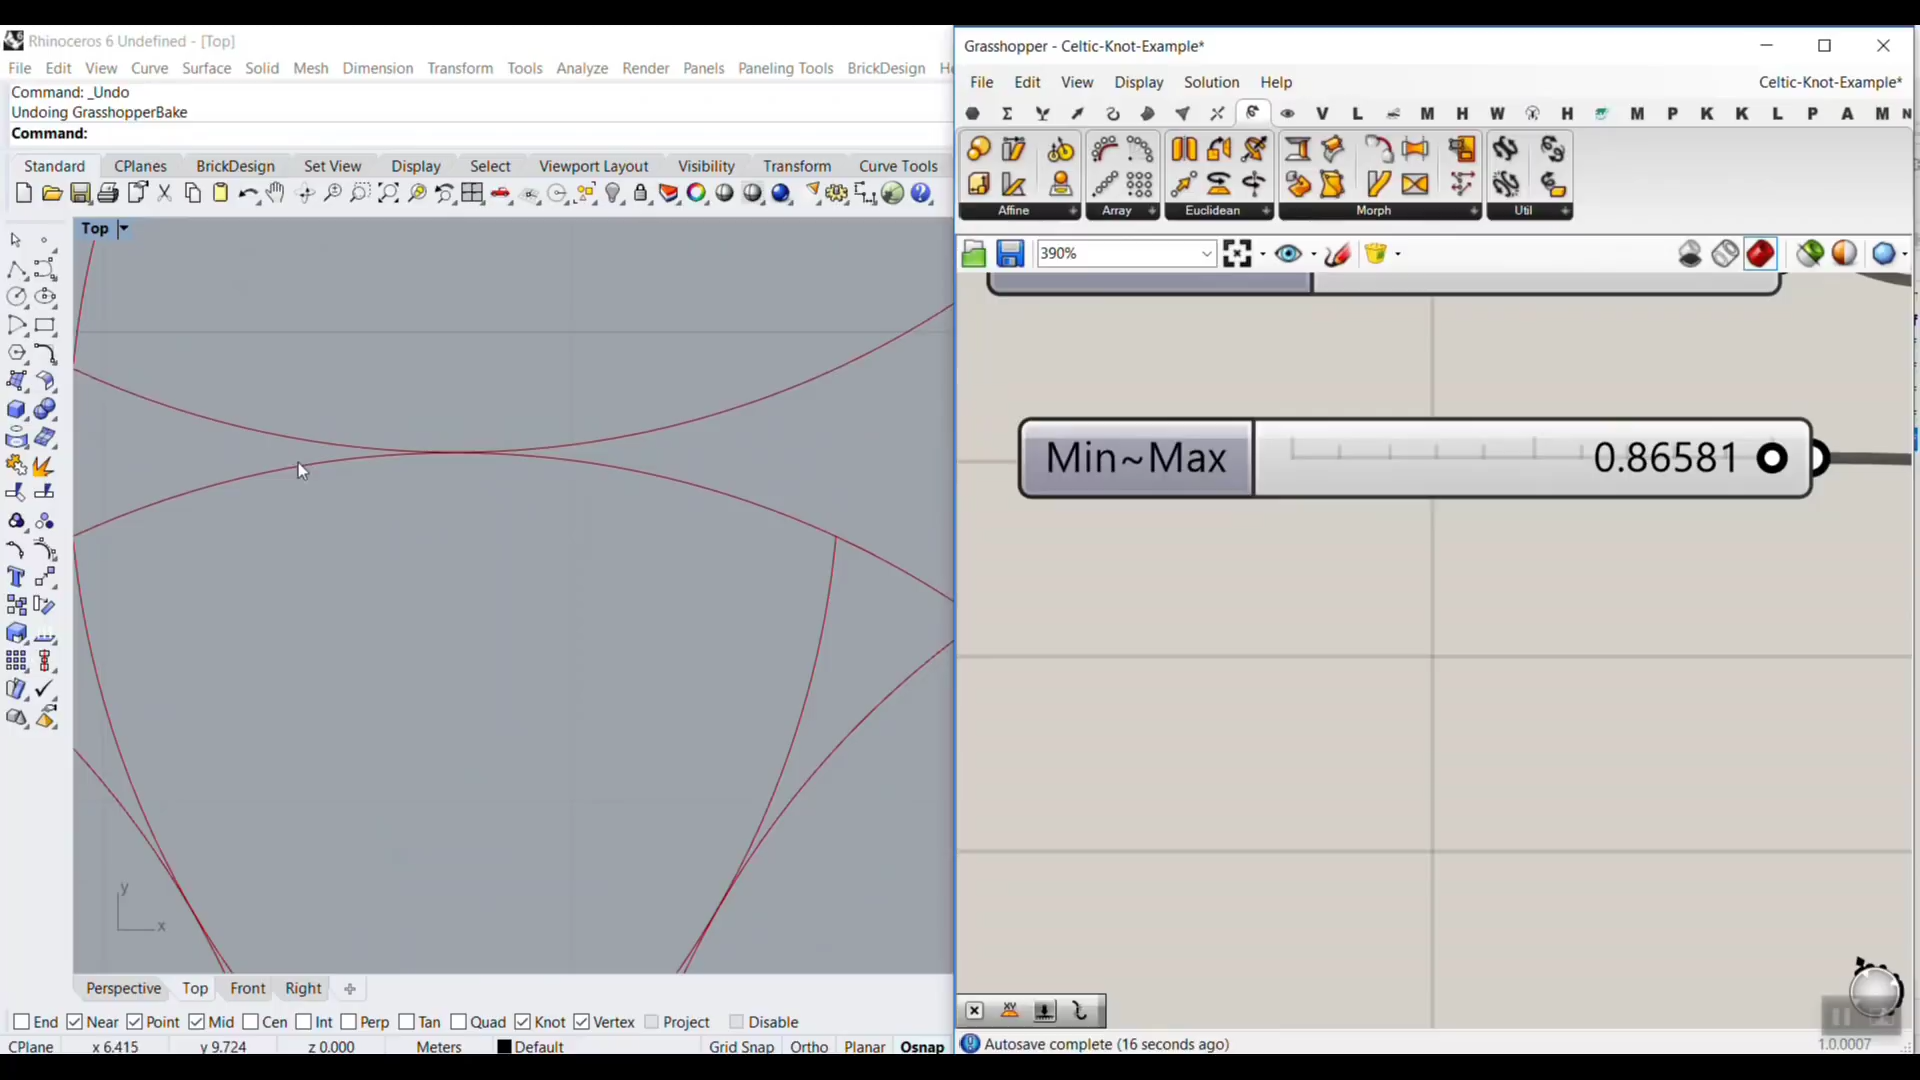 Rhinoceros 6 Undefined - [Top]
File Edit View Curve Surface Solid Mesh Dimension Transform Tools Analyze Render Panels Paneling Tools BrickDesign
Command: _Undo
Undoing GrasshopperBake
Command:
Standard CPlanes BrickDesign Set View Display Select Viewport Layout Visibility Transform Curve Tools
Top
y
x
Perspective Top Front Right
End Near Point Mid Cen Int Perp Tan Quad Knot Vertex Project Disable
CPlane x 6.415 y 9.724 z 0.000 Meters Default Grid Snap Ortho Planar Osnap
Grasshopper - Celtic-Knot-Example*
File Edit View Display Solution Help Celtic-Knot-Example*
V L M H W H M P K K L P A M N
Affine Array Euclidean Morph Util
390%
Min~Max 0.86581
Autosave complete (16 seconds ago)
1.0.0007